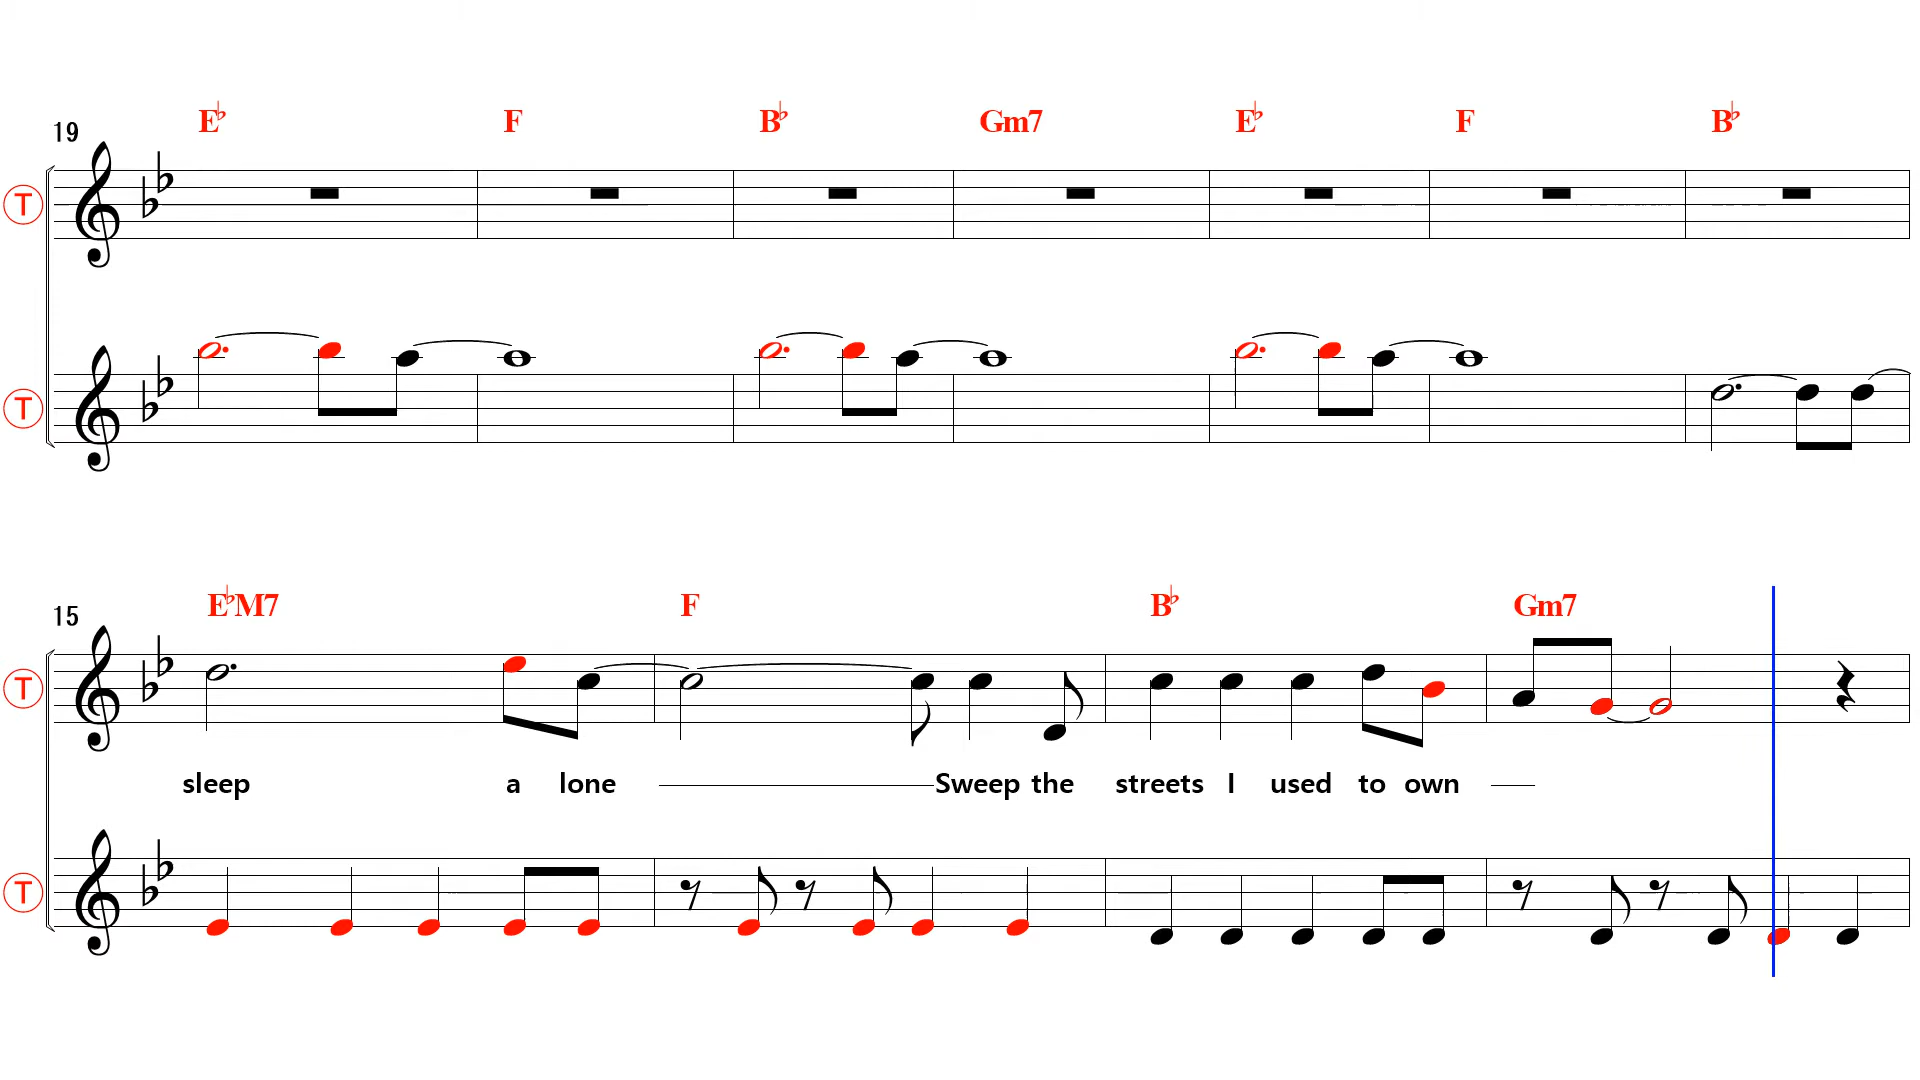 E♭ F B♭ Gm7 E♭ F B♭
19
T
T
E♭M7 F B♭ Gm7
15
T
sleep a lone Sweep the streets I used to own
T